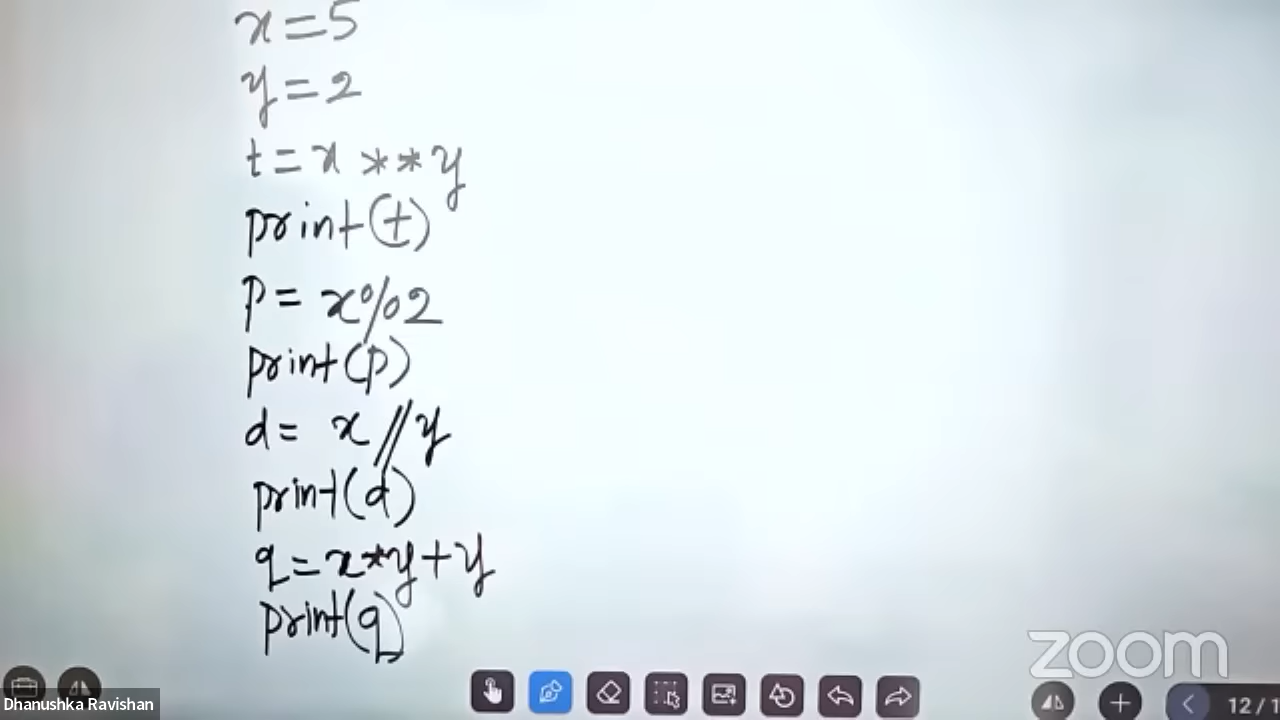 x=5
y=2
t=x**y
print(t)
p=x%2
print(p)
d=x//y
print(d)
q=x*y+y
print(q)
zoom
Dhanushka Ravishan
12/1